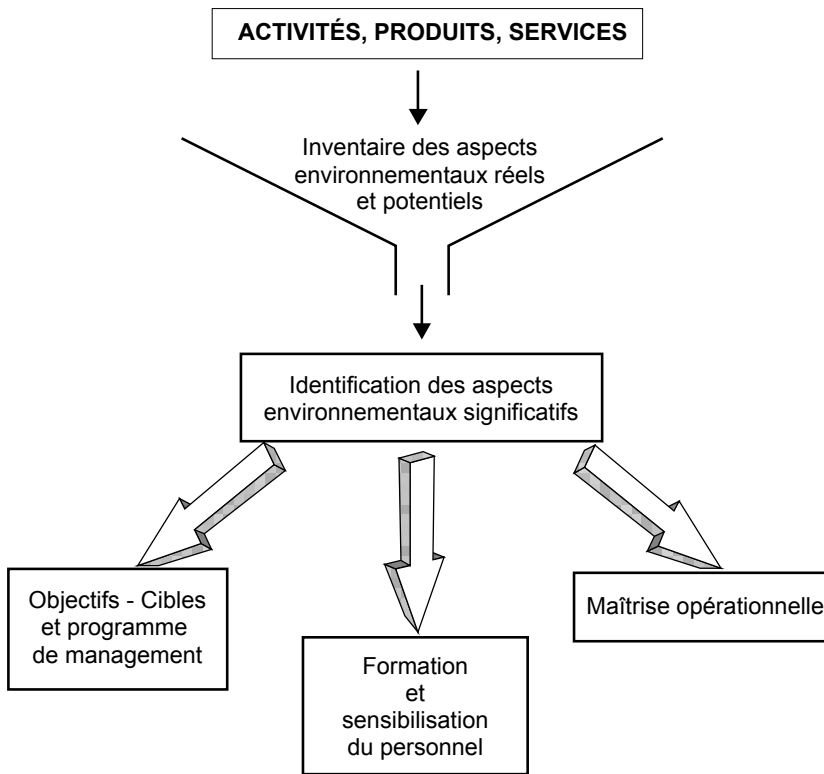 ACTIVITÉS, PRODUITS, SERVICES
Inventaire des aspects
environnementaux réels
et potentiels
Identification des aspects
environnementaux significatifs
Objectifs - Cibles
et programme
de management
Formation
et
sensibilisation
du personnel
Maîtrise opérationnelle